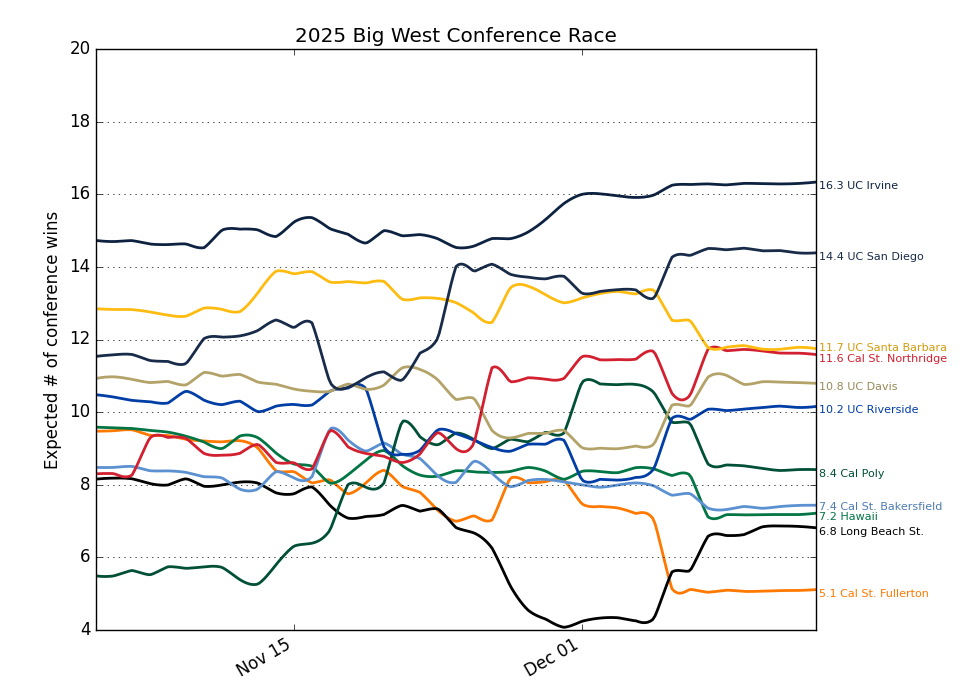 2025 Big West Conference Race
Expected # of conference wins
20
18
16
14
12
10
8
6
4
Nov 15
Dec 01
16.3 UC Irvine
14.4 UC San Diego
11.7 UC Santa Barbara
11.6 Cal St. Northridge
10.8 UC Davis
10.2 UC Riverside
8.4 Cal Poly
7.4 Cal St. Bakersfield
7.2 Hawaii
6.8 Long Beach St.
5.1 Cal St. Fullerton